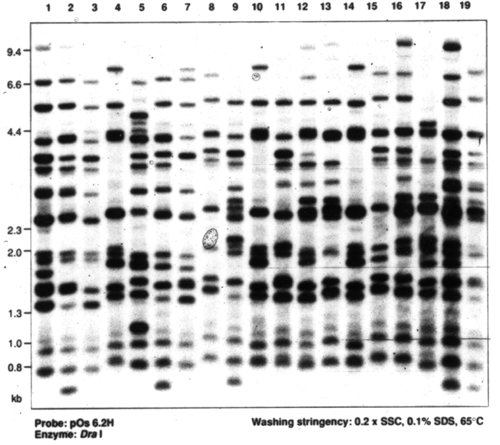 1 2 3 4 5 6 7 8 9 10 11 12 13 14 15 16 17 18 19
9.4
6.6
4.4
2.3
2.0
1.3
1.0
0.8
kb
Probe: pOs 6.2H Washing stringency: 0.2 x SSC, 0.1% SDS, 65°C
Enzyme: Dra I